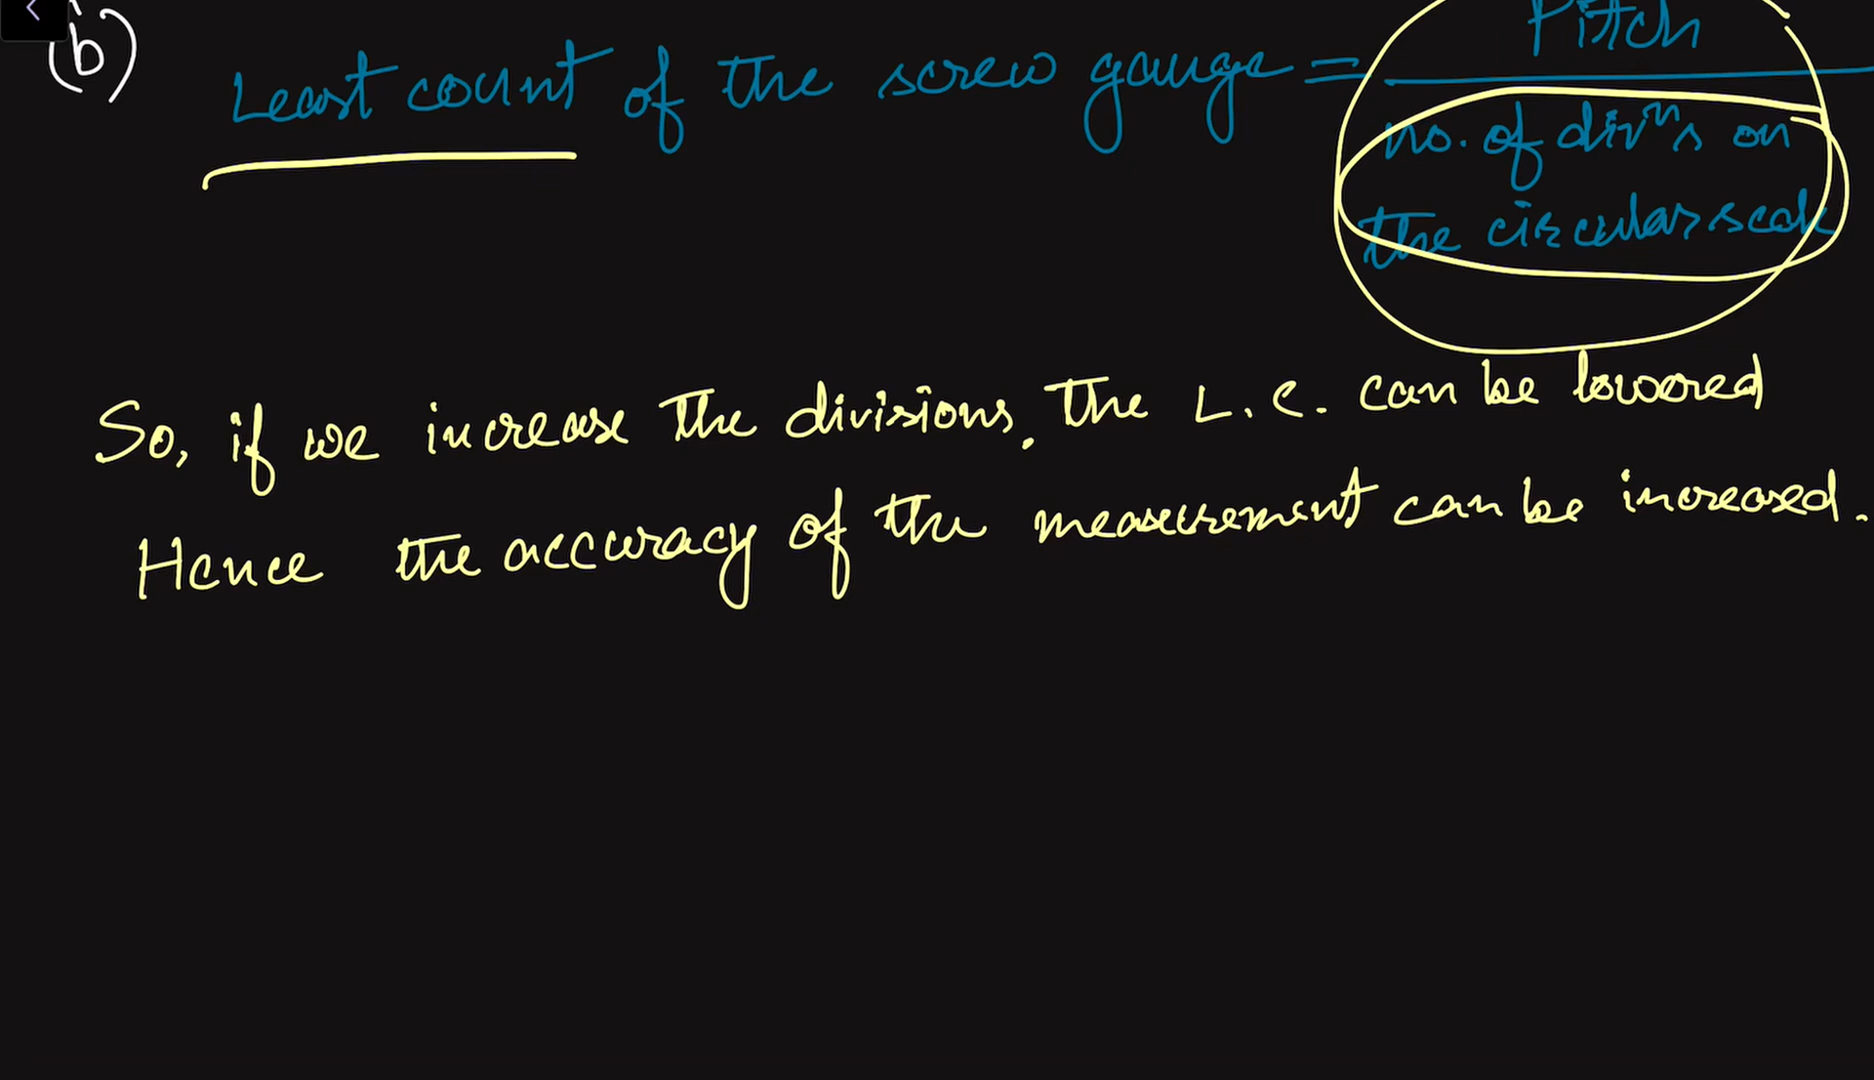 (b)
Least count of the screw gauge = Pitch
no. of divⁿs on
the circular scale
So, if we increase the divisions, the L.C. can be lowered
Hence the accuracy of the measurement can be increased.